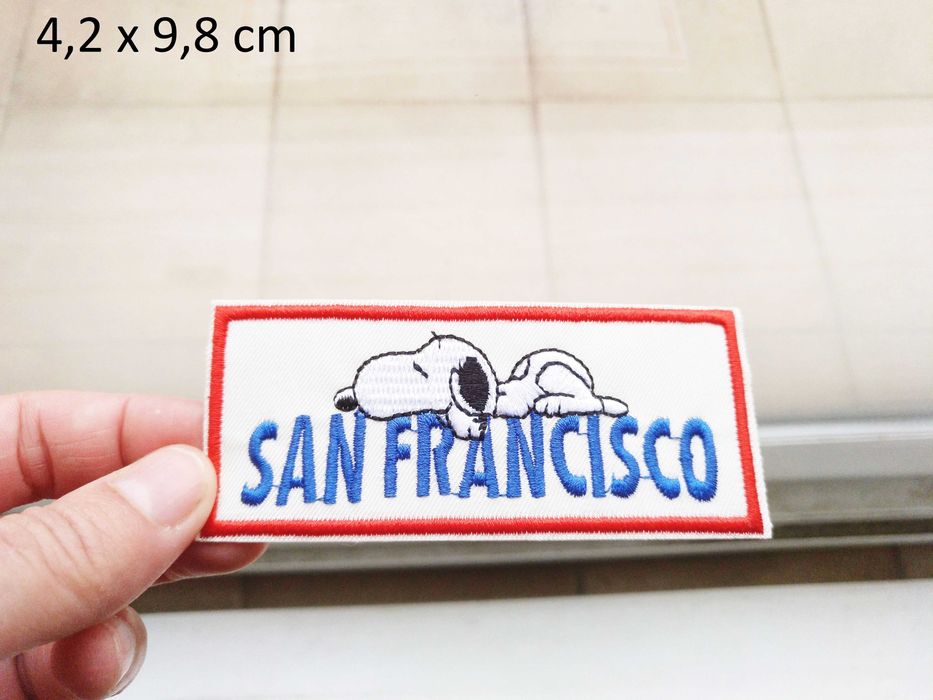 4,2 x 9,8 cm
SAN FRANCISCO